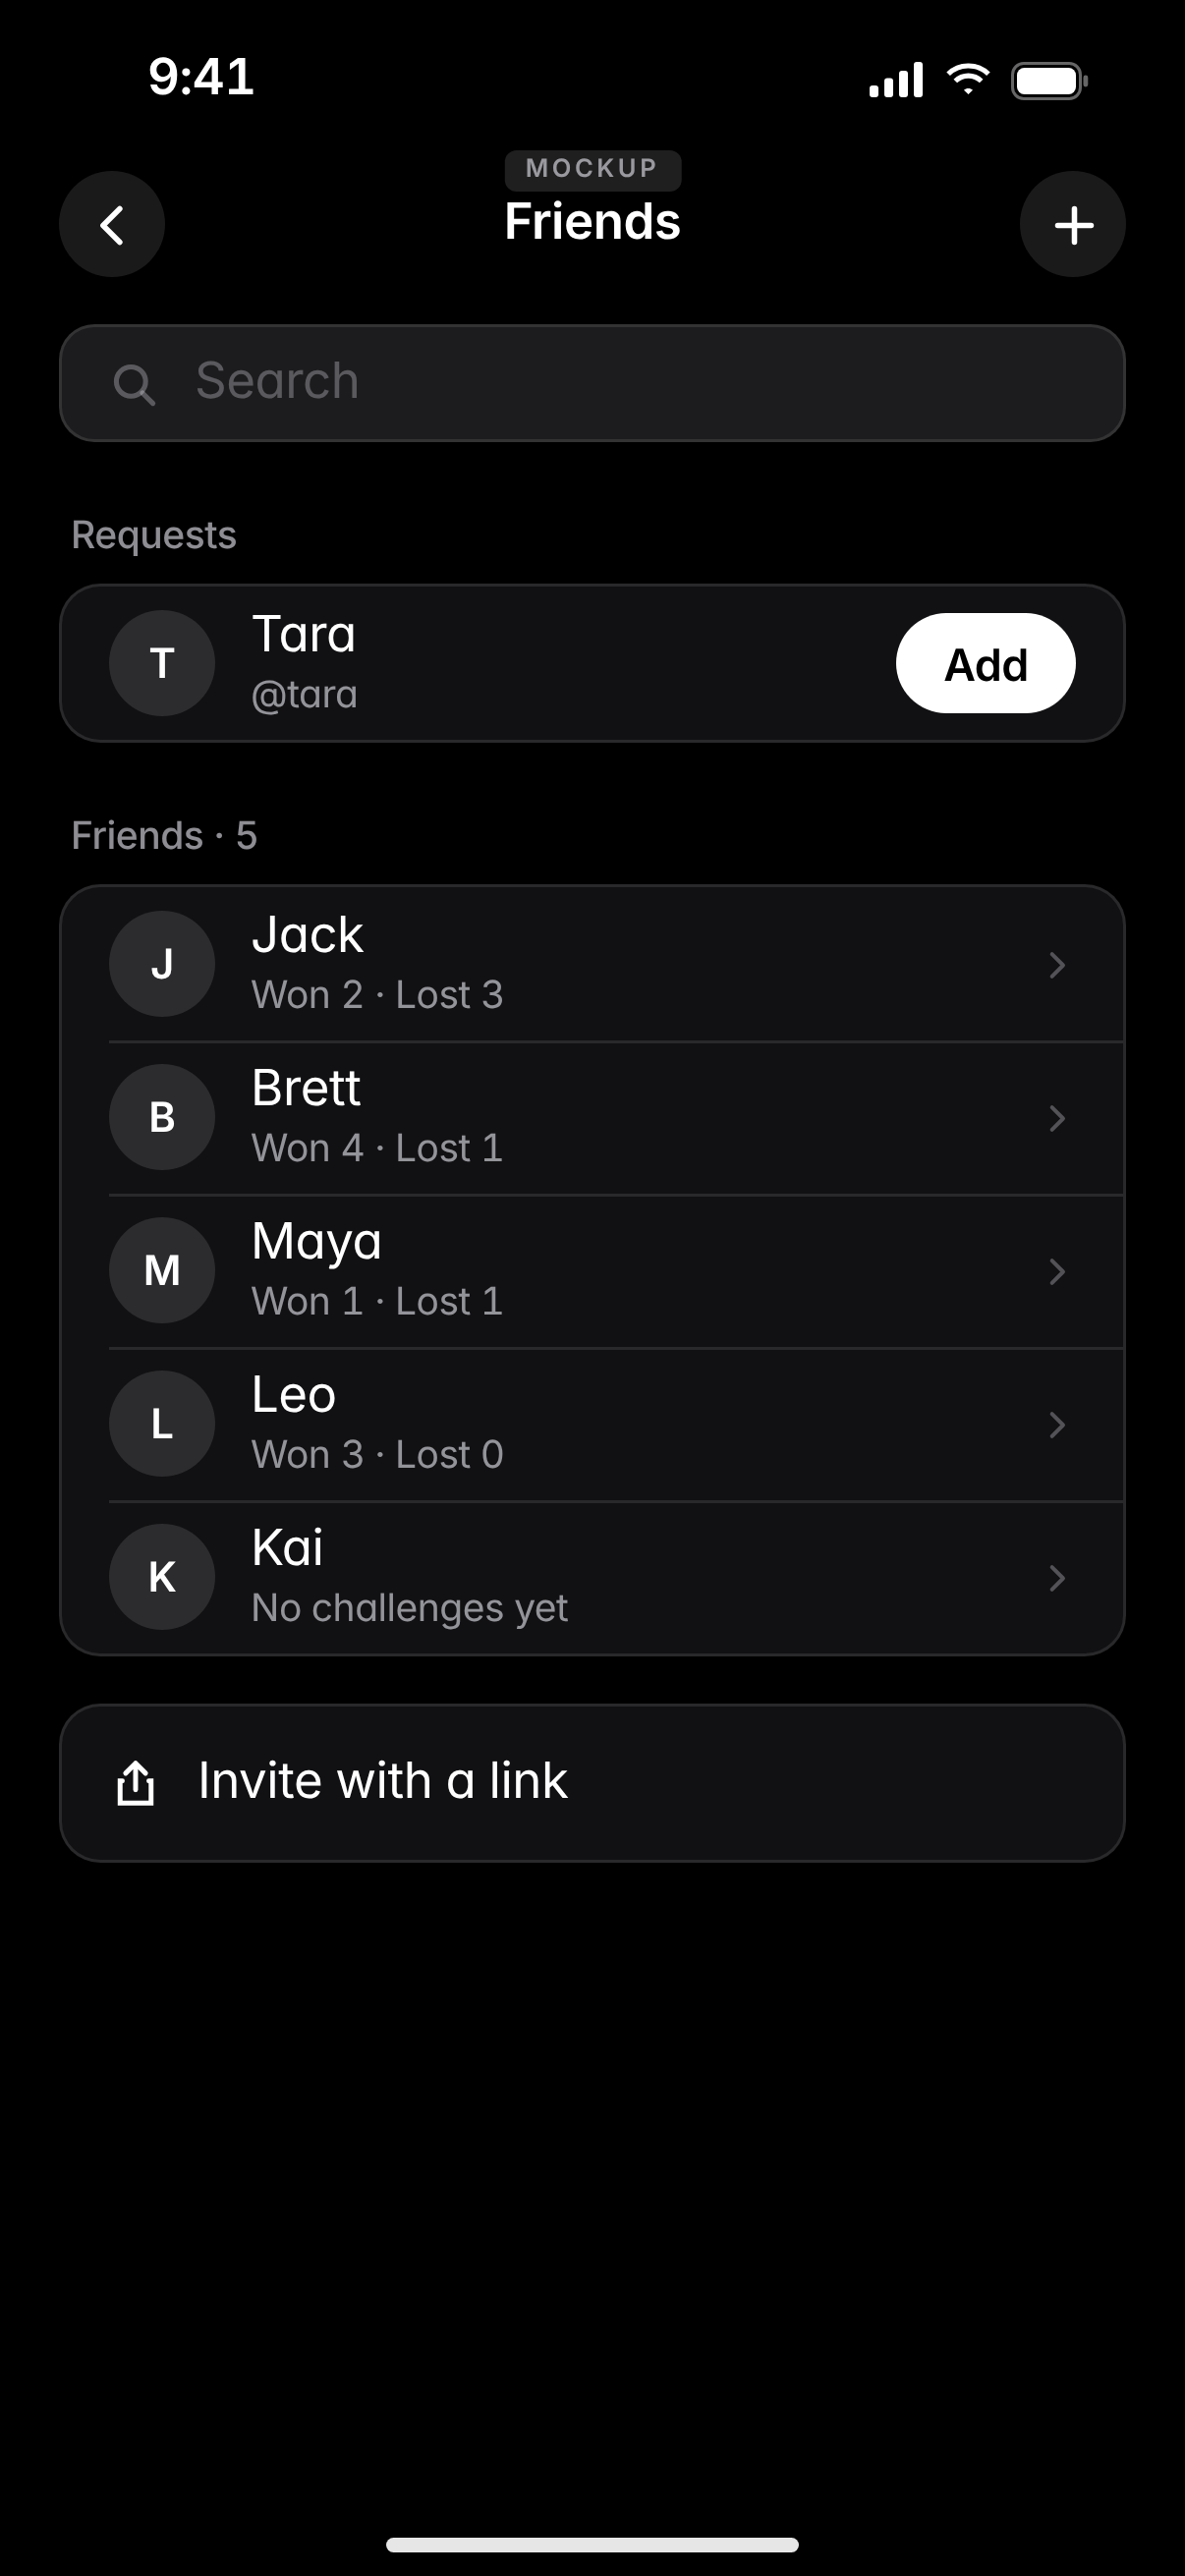 9:41
MOCKUP
Friends
Search
Requests
T
Tara
@tara
Add
Friends · 5
J
Jack
Won 2 · Lost 3
B
Brett
Won 4 · Lost 1
M
Maya
Won 1 · Lost 1
L
Leo
Won 3 · Lost 0
K
Kai
No challenges yet
Invite with a link